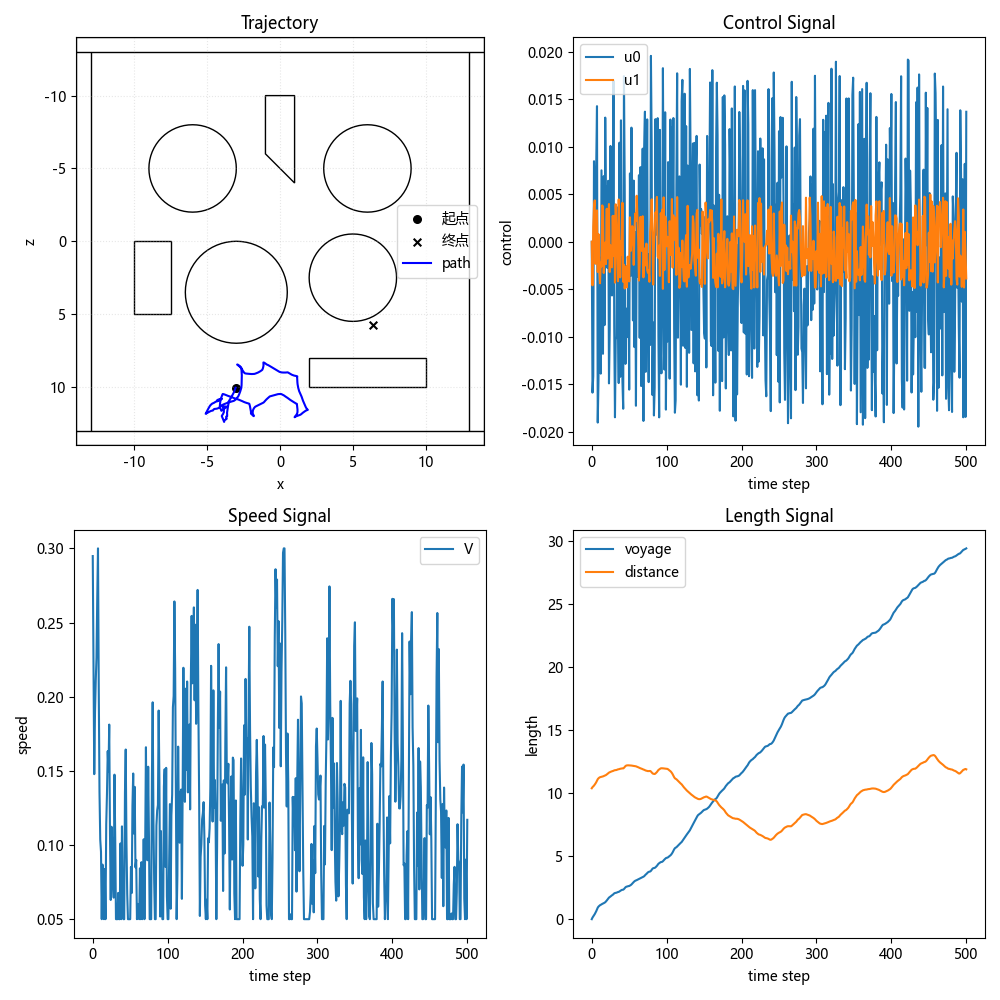 Trajectory
-10
-5
0
5
10
z
-10
-5
0
5
10
x
起点
终点
path
Control Signal
0.020
0.015
0.010
0.005
0.000
-0.005
-0.010
-0.015
-0.020
control
0
100
200
300
400
500
time step
u0
u1
Speed Signal
0.30
0.25
0.20
0.15
0.10
0.05
speed
0
100
200
300
400
500
time step
V
Length Signal
30
25
20
15
10
5
0
length
0
100
200
300
400
500
time step
voyage
distance